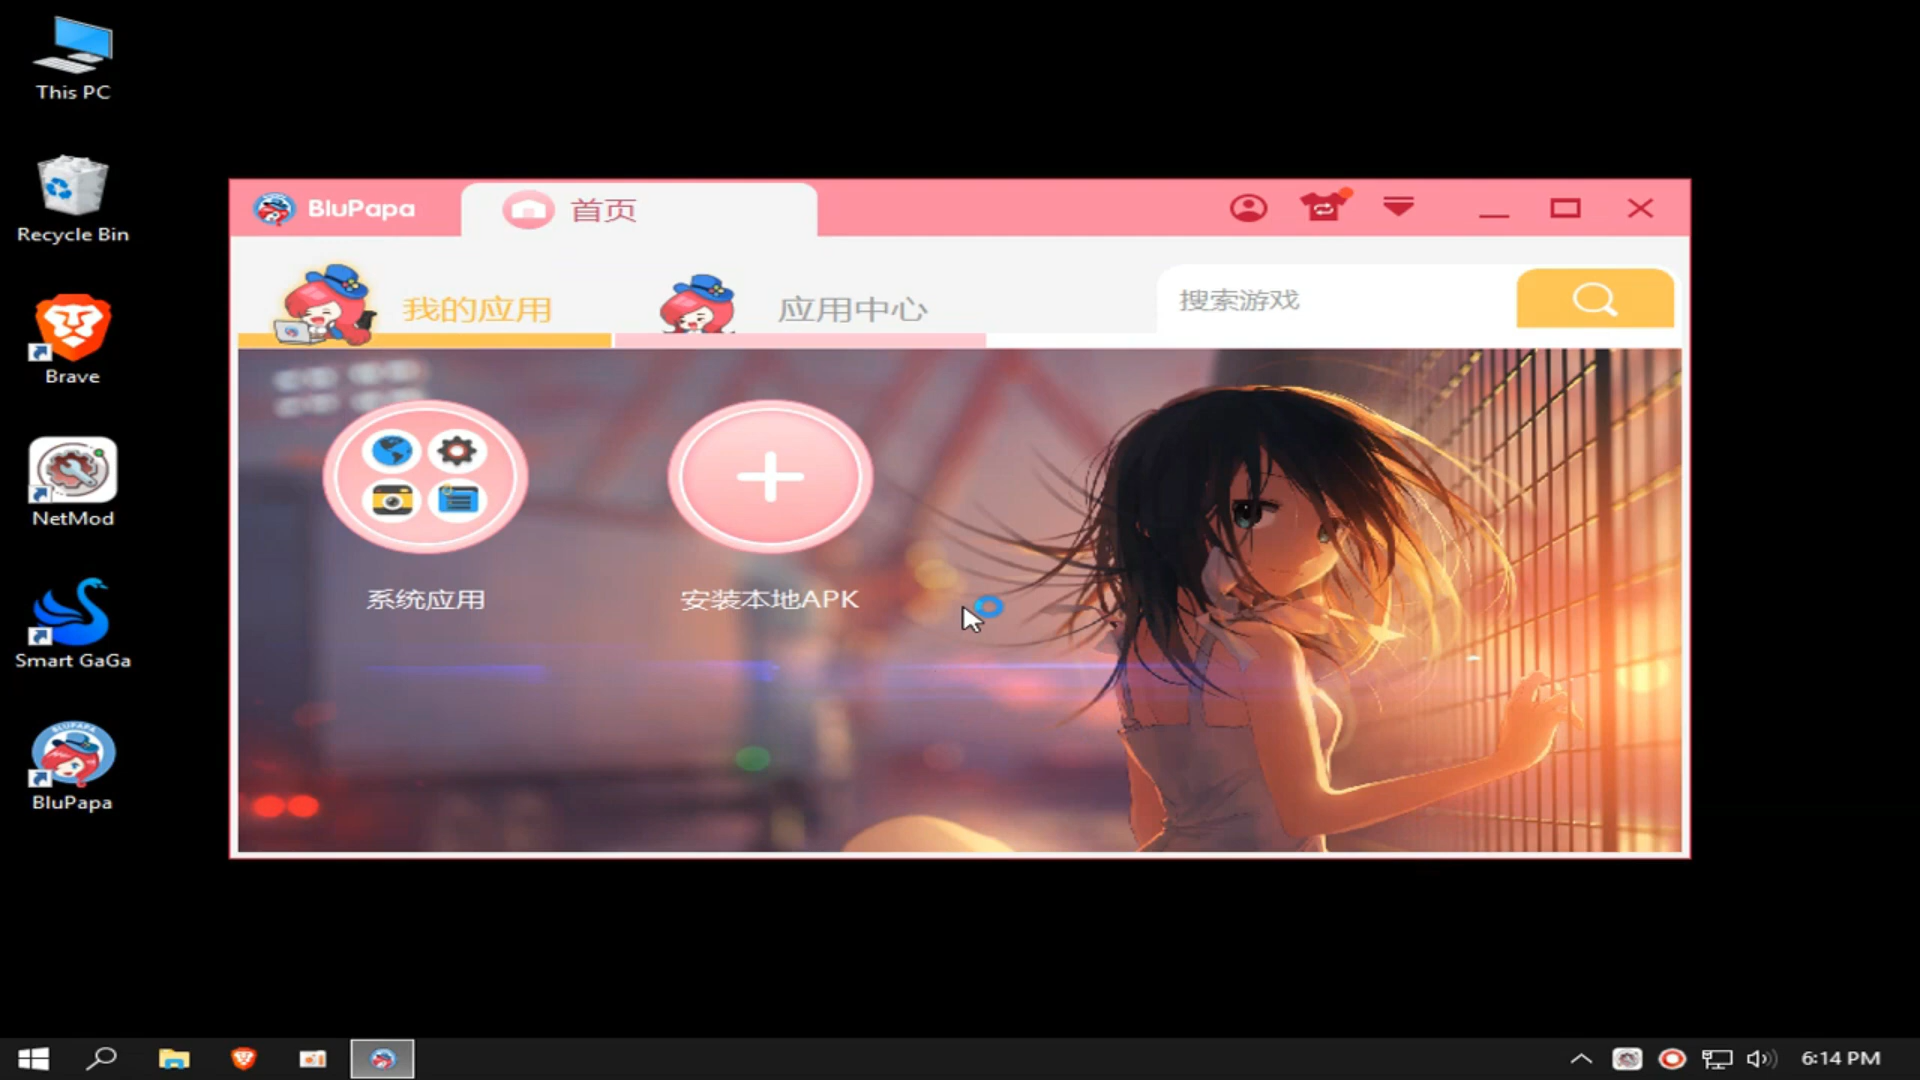 This PC
Recycle Bin
Brave
NetMod
Smart GaGa
BLUPAPA
BluPapa
BluPapa
首页
我的应用
应用中心
搜索游戏
系统应用
安装本地APK
6:14 PM